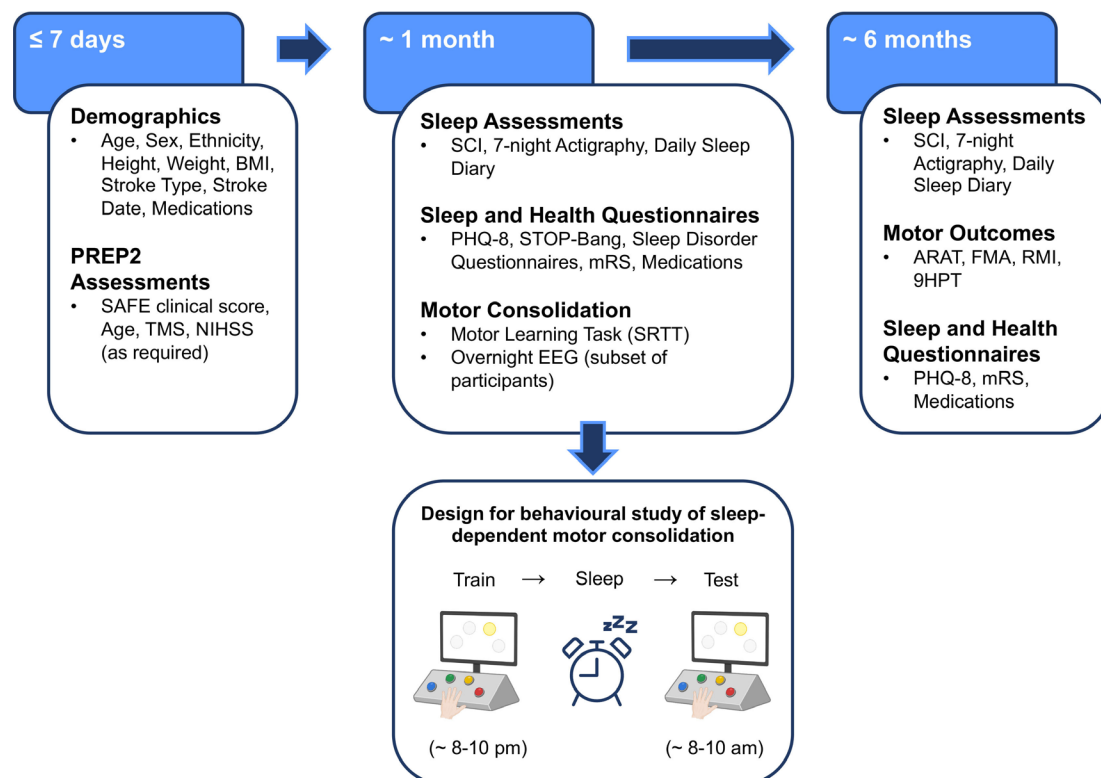 ≤ 7 days
Demographics
• Age, Sex, Ethnicity,
Height, Weight, BMI,
Stroke Type, Stroke
Date, Medications
PREP2
Assessments
• SAFE clinical score,
Age, TMS, NIHSS
(as required)
~ 1 month
Sleep Assessments
• SCI, 7-night Actigraphy, Daily Sleep
Diary
Sleep and Health Questionnaires
• PHQ-8, STOP-Bang, Sleep Disorder
Questionnaires, mRS, Medications
Motor Consolidation
• Motor Learning Task (SRTT)
• Overnight EEG (subset of
participants)
~ 6 months
Sleep Assessments
• SCI, 7-night
Actigraphy, Daily
Sleep Diary
Motor Outcomes
• ARAT, FMA, RMI,
9HPT
Sleep and Health
Questionnaires
• PHQ-8, mRS,
Medications
Design for behavioural study of sleep-
dependent motor consolidation
Train → Sleep → Test
zZZZ
(~ 8-10 pm) (~ 8-10 am)